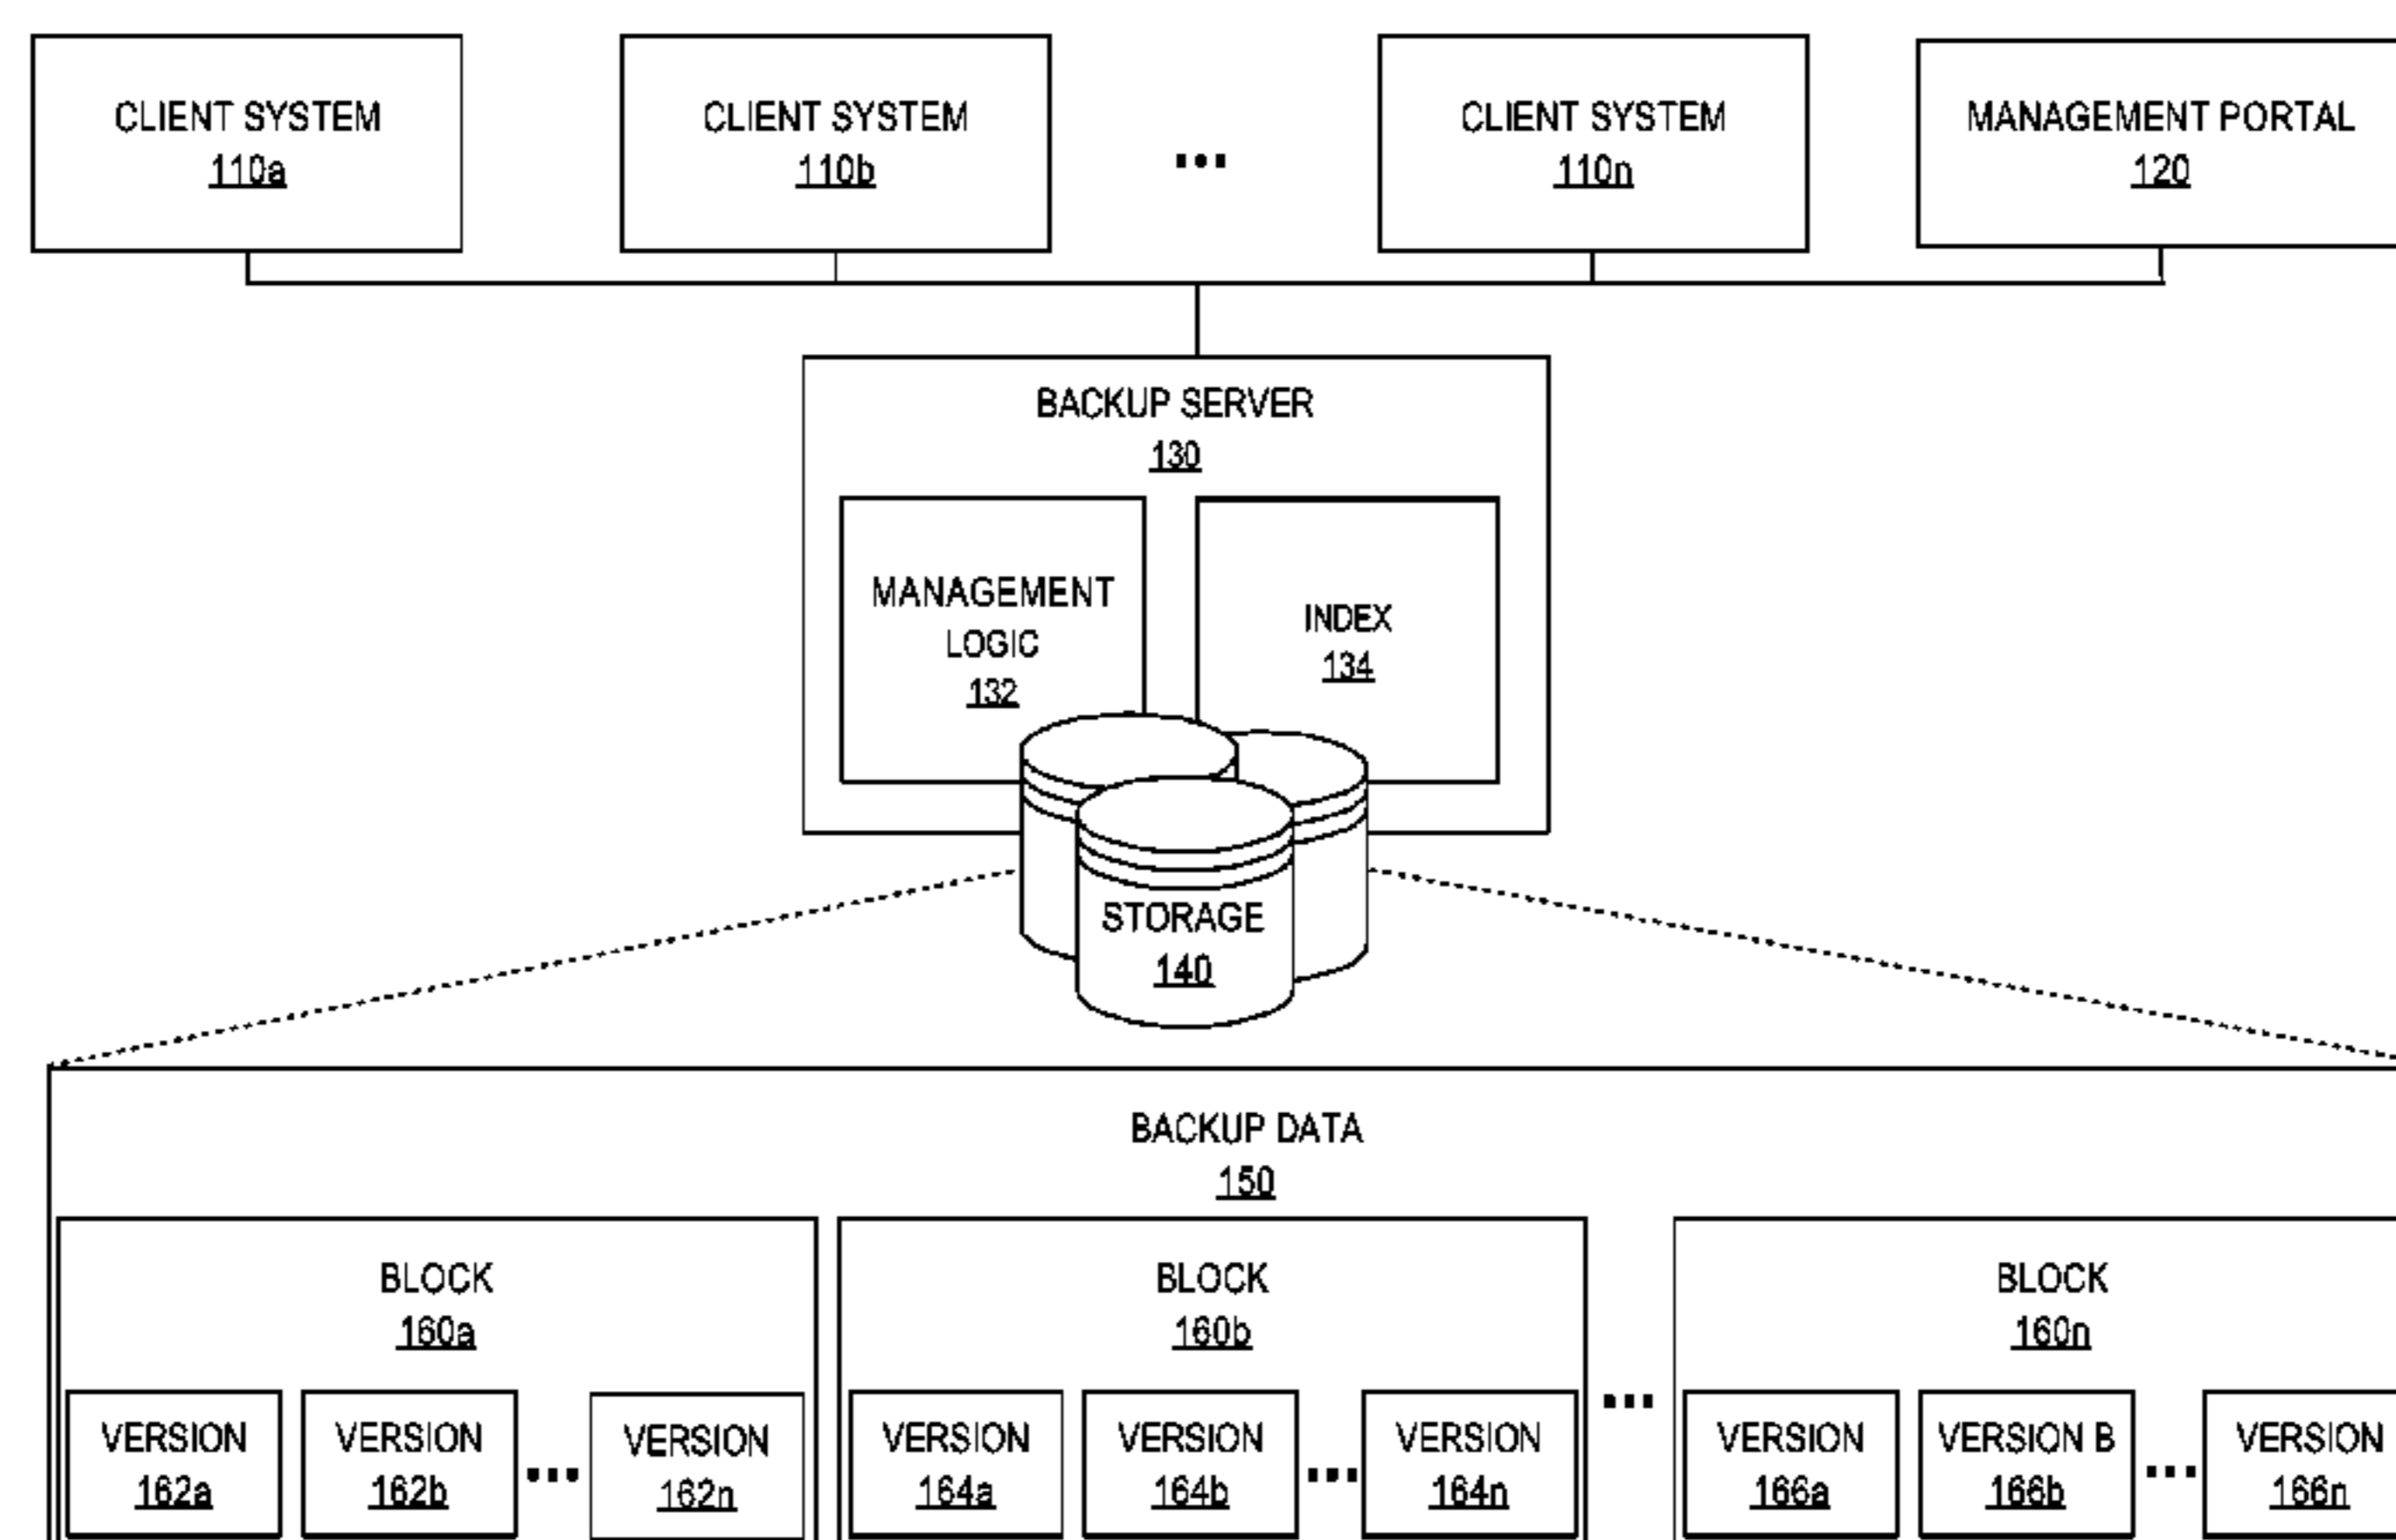 CLIENT SYSTEM
110a
CLIENT SYSTEM
110b
...
CLIENT SYSTEM
110n
MANAGEMENT PORTAL
120
BACKUP SERVER
130
MANAGEMENT
LOGIC
132
INDEX
134
STORAGE
140
BACKUP DATA
150
BLOCK
160a
VERSION
162a
VERSION
162b
...
VERSION
162n
BLOCK
160b
VERSION
164a
VERSION
164b
...
VERSION
164n
...
BLOCK
160n
VERSION
166a
VERSION B
166b
...
VERSION
166n